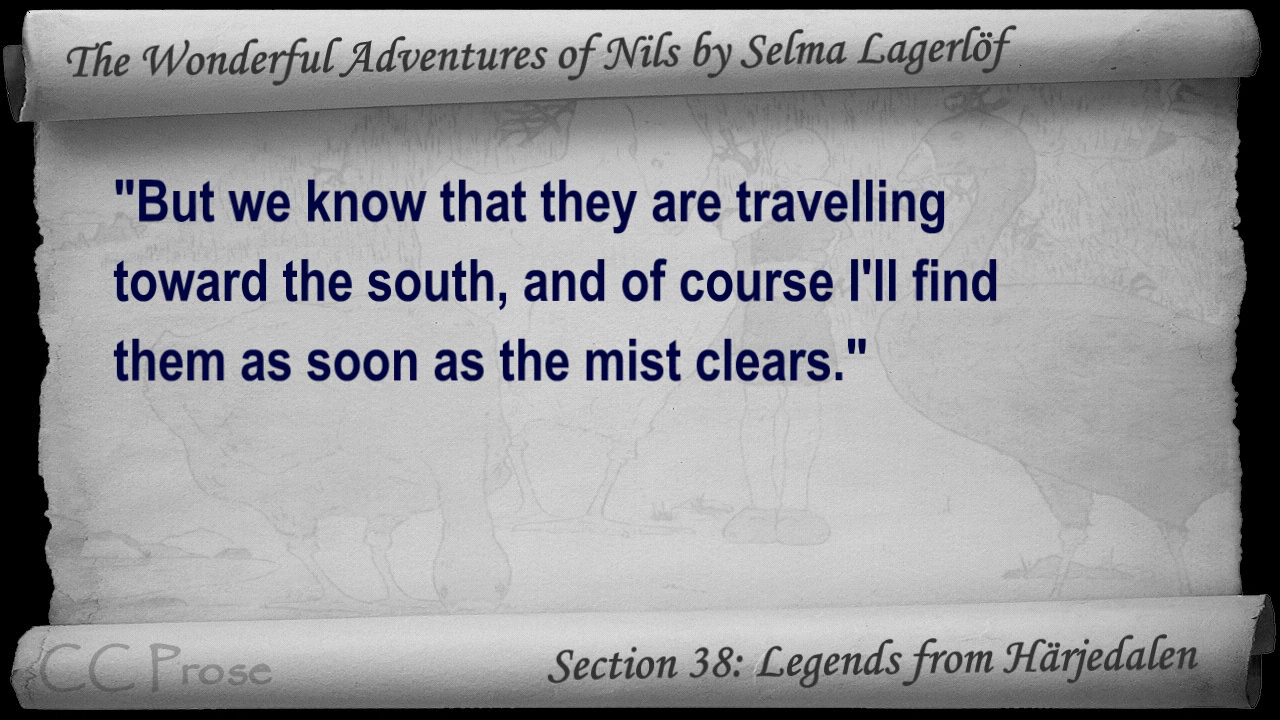 The Wonderful Adventures of Nils by Selma Lagerlöf
"But we know that they are travelling
toward the south, and of course I'll find
them as soon as the mist clears."
CC Prose
Section 38: Legends from Härjedalen